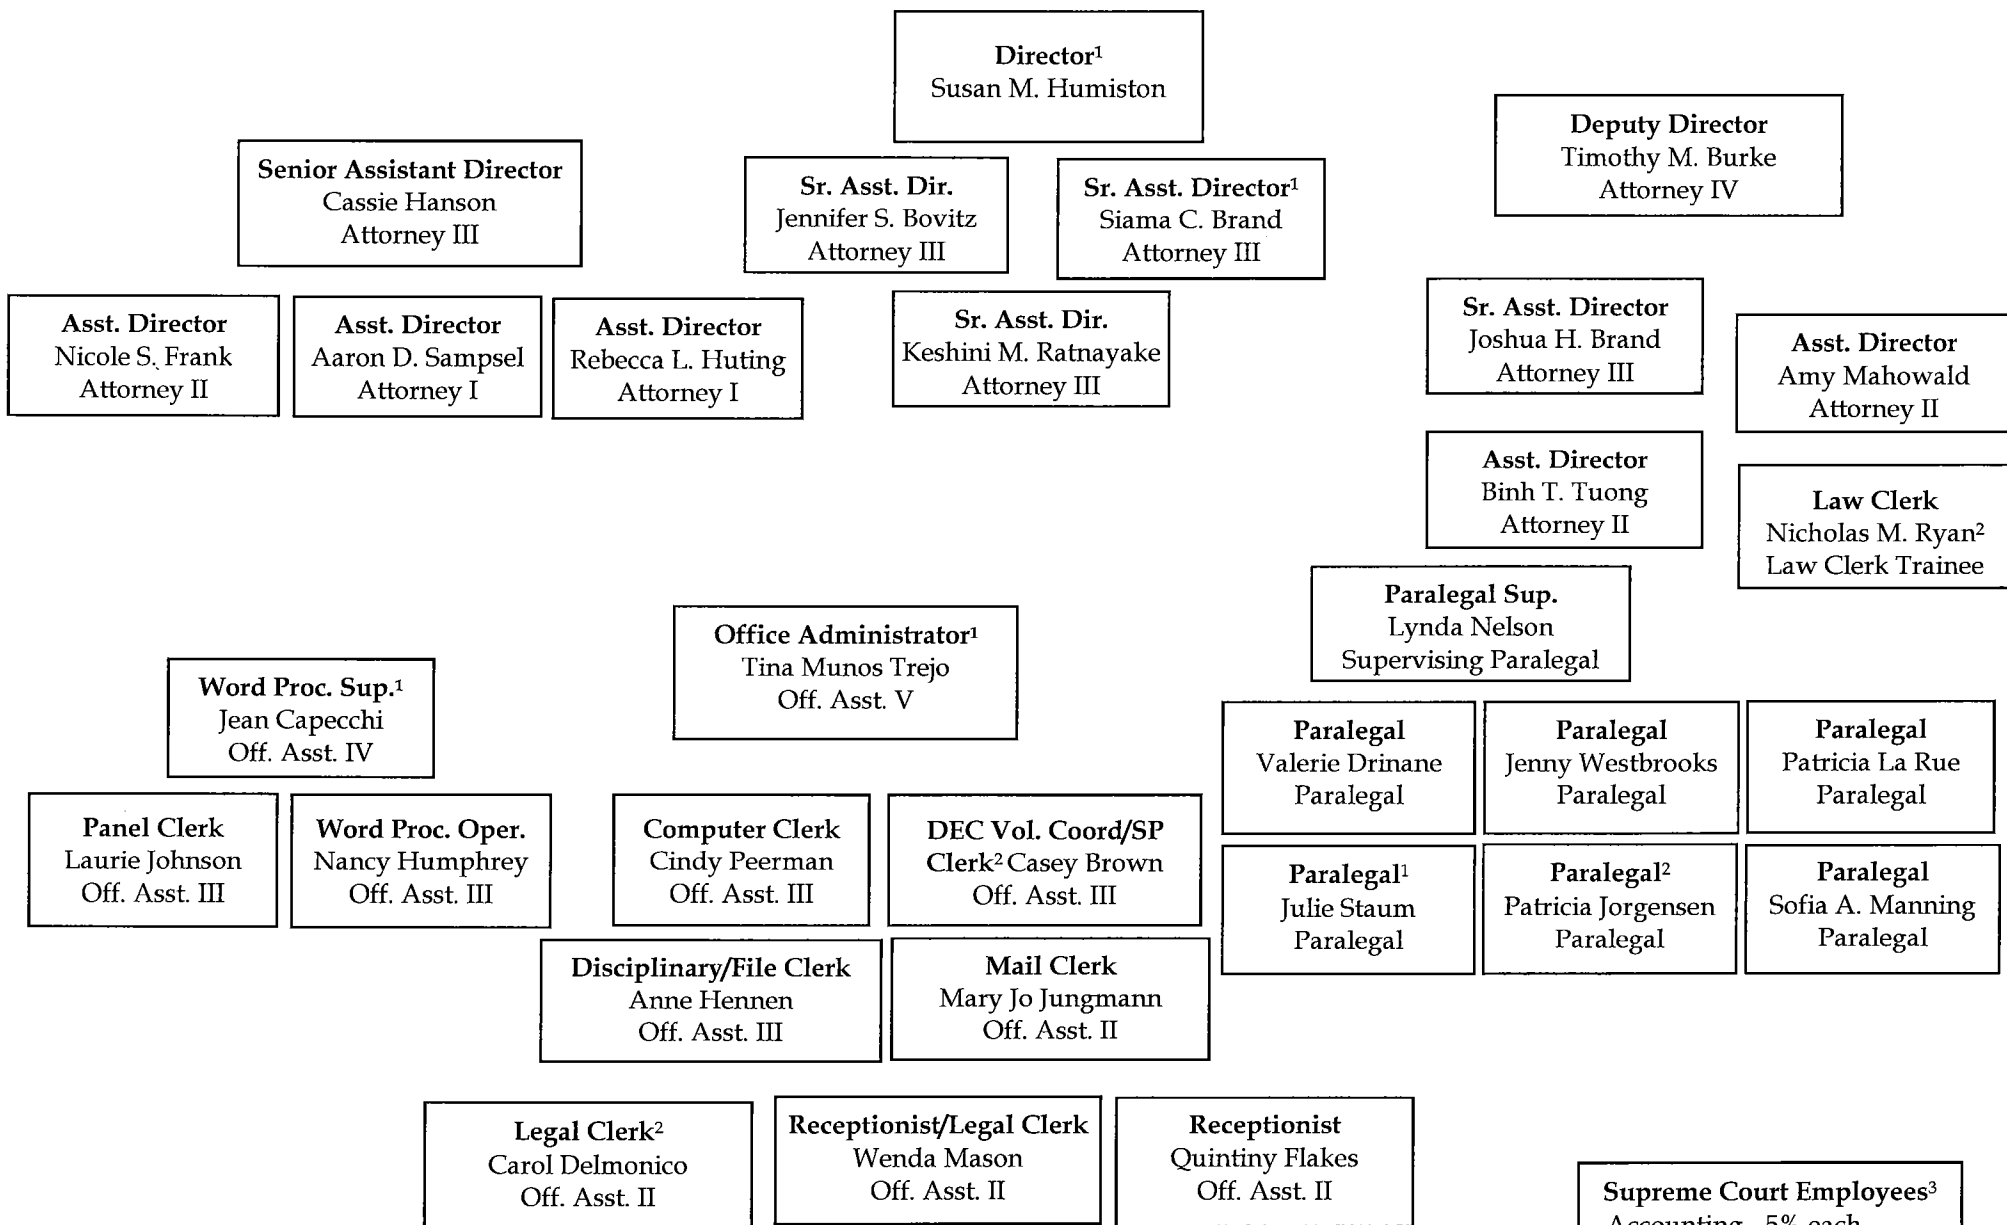 Director¹
Susan M. Humiston
Deputy Director
Timothy M. Burke
Attorney IV
Senior Assistant Director
Cassie Hanson
Attorney III
Sr. Asst. Dir.
Jennifer S. Bovitz
Attorney III
Sr. Asst. Director¹
Siama C. Brand
Attorney III
Asst. Director
Nicole S. Frank
Attorney II
Asst. Director
Aaron D. Sampsel
Attorney I
Asst. Director
Rebecca L. Huting
Attorney I
Sr. Asst. Dir.
Keshini M. Ratnayake
Attorney III
Sr. Asst. Director
Joshua H. Brand
Attorney III
Asst. Director
Amy Mahowald
Attorney II
Asst. Director
Binh T. Tuong
Attorney II
Law Clerk
Nicholas M. Ryan²
Law Clerk Trainee
Paralegal Sup.
Lynda Nelson
Supervising Paralegal
Office Administrator¹
Tina Munos Trejo
Off. Asst. V
Word Proc. Sup.¹
Jean Capecchi
Off. Asst. IV
Paralegal
Valerie Drinane
Paralegal
Paralegal
Jenny Westbrooks
Paralegal
Paralegal
Patricia La Rue
Paralegal
Panel Clerk
Laurie Johnson
Off. Asst. III
Word Proc. Oper.
Nancy Humphrey
Off. Asst. III
Computer Clerk
Cindy Peerman
Off. Asst. III
DEC Vol. Coord/SP
Clerk² Casey Brown
Off. Asst. III
Paralegal¹
Julie Staum
Paralegal
Paralegal²
Patricia Jorgensen
Paralegal
Paralegal
Sofia A. Manning
Paralegal
Disciplinary/File Clerk
Anne Hennen
Off. Asst. III
Mail Clerk
Mary Jo Jungmann
Off. Asst. II
Legal Clerk²
Carol Delmonico
Off. Asst. II
Receptionist/Legal Clerk
Wenda Mason
Off. Asst. II
Receptionist
Quintiny Flakes
Off. Asst. II
Supreme Court Employees³
Accounting - 5% each